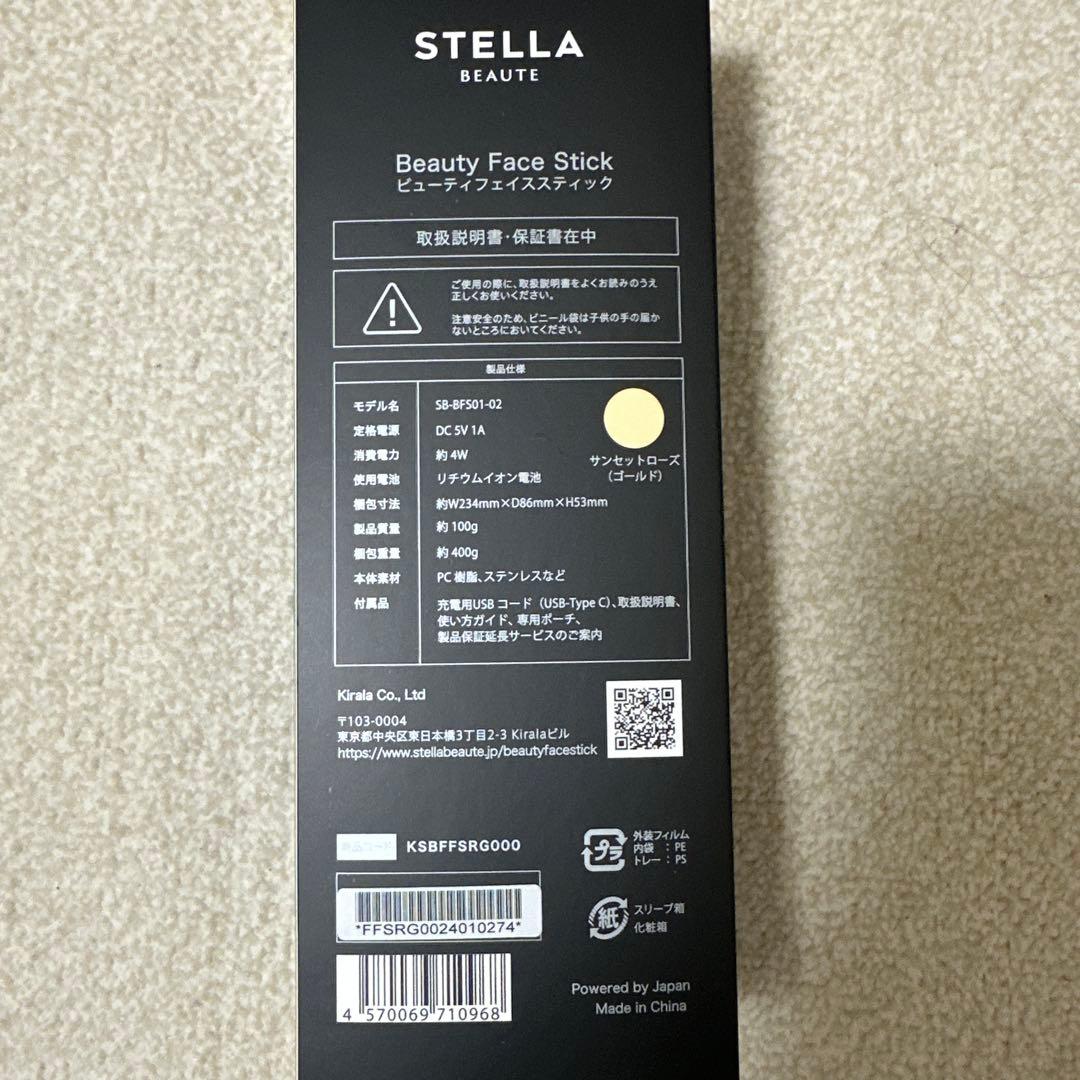 STELLA
BEAUTE
Beauty Face Stick
ビューティフェイススティック
取扱説明書・保証書在中
ご使用の際に、取扱説明書をよくお読みのうえ
正しくお使いください。
注意安全のため、ビニール袋は子供の手の届か
ないところにおいてください。
製品仕様
モデル名 SB-BFS01-02
定格電源 DC 5V 1A
消費電力 約 4W
使用電池 リチウムイオン電池
梱包寸法 約W234mm×D86mm×H53mm
製品質量 約 100g
梱包重量 約 400g
本体素材 PC 樹脂、ステンレスなど
付属品 充電用USB コード（USB-Type C）、取扱説明書、
使い方ガイド、専用ポーチ、
製品保証延長サービスのご案内
サンセットローズ
（ゴールド）
Kirala Co., Ltd
〒103-0004
東京都中央区東日本橋3丁目2-3 Kiralaビル
https://www.stellabeaute.jp/beautyfacestick
商品コード KSBFFSRG000
*FFSRG0024010274*
4 570069 710968
プラ
外装フィルム
内袋 : PE
トレー : PS
紙
スリーブ箱
化粧箱
Powered by Japan
Made in China